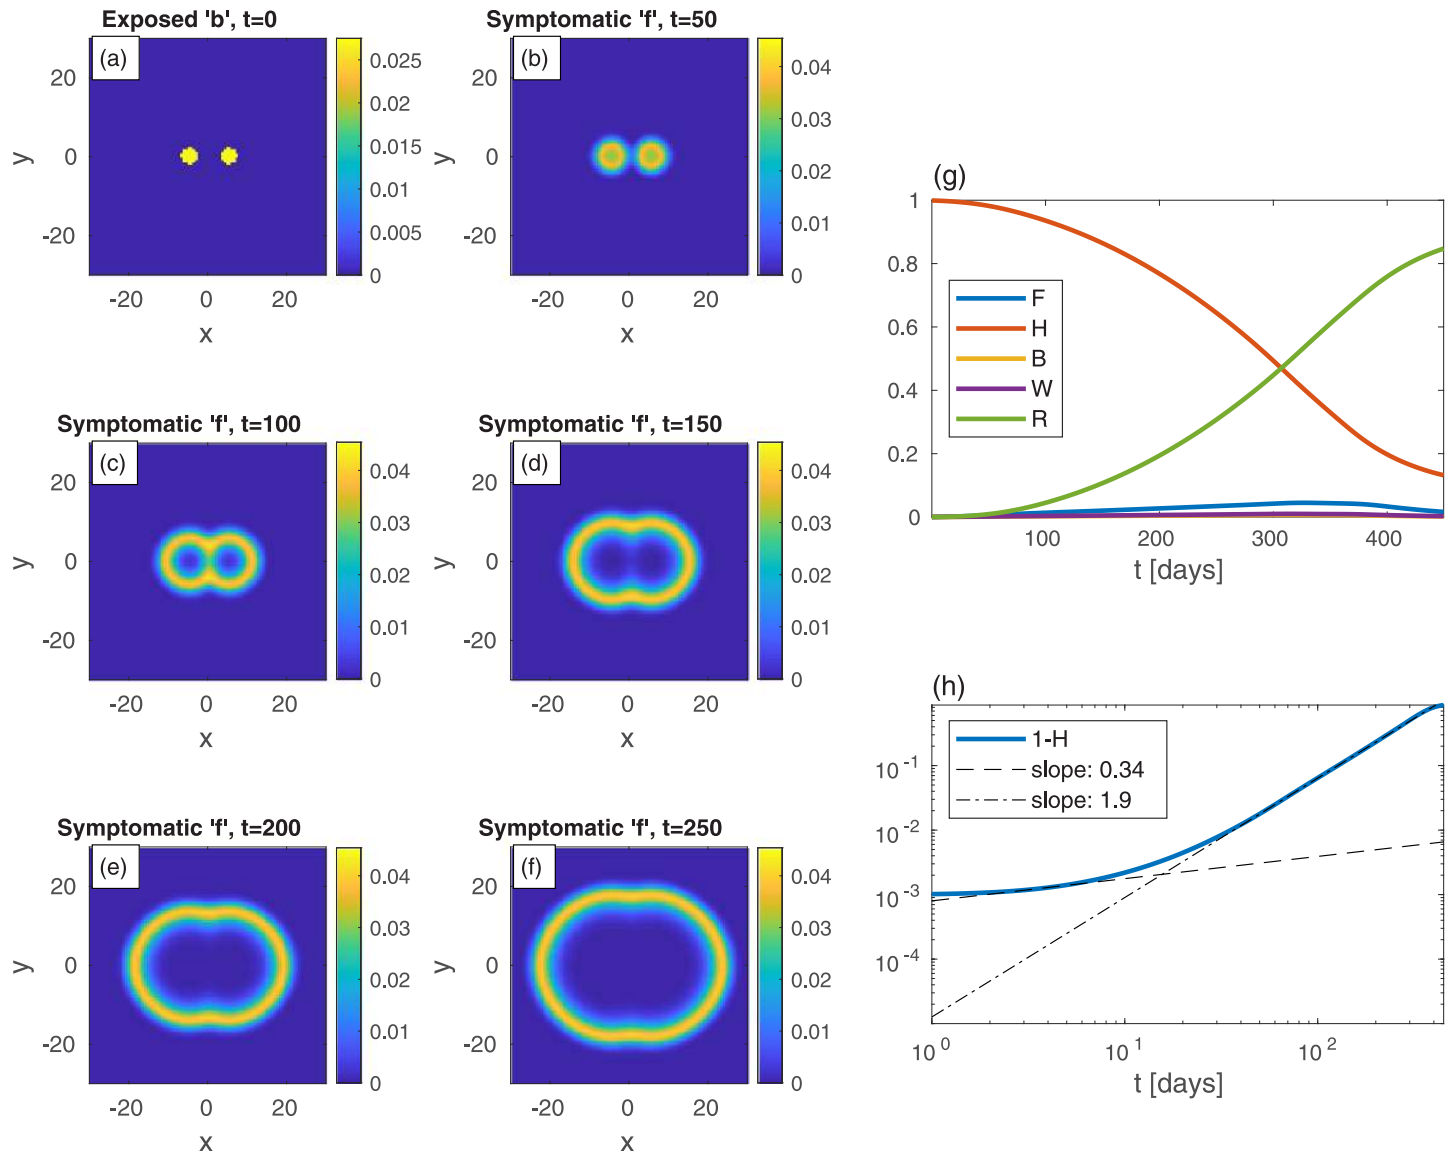 Exposed 'b', t=0
(a)
20
0
-20
y
-20
0
20
x
0.025
0.02
0.015
0.01
0.005
0
Symptomatic 'f', t=50
(b)
20
0
-20
y
-20
0
20
x
0.04
0.03
0.02
0.01
0
Symptomatic 'f', t=100
(c)
20
0
-20
y
-20
0
20
x
0.04
0.03
0.02
0.01
0
Symptomatic 'f', t=150
(d)
20
0
-20
y
-20
0
20
x
0.04
0.03
0.02
0.01
0
Symptomatic 'f', t=200
(e)
20
0
-20
y
-20
0
20
x
0.04
0.03
0.02
0.01
0
Symptomatic 'f', t=250
(f)
20
0
-20
y
-20
0
20
x
0.04
0.03
0.02
0.01
0
(g)
1
0.8
0.6
0.4
0.2
0
F
H
B
W
R
100
200
300
400
t [days]
(h)
10-1
10-2
10-3
10-4
1-H
slope: 0.34
slope: 1.9
100
101
102
t [days]